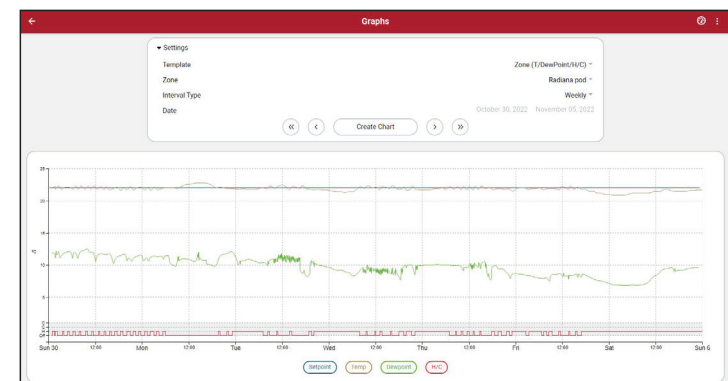 Graphs
Settings
Template Zone (T/DewPoint/H/C)
Zone Radiana pod
Interval Type Weekly
Date October 30, 2022 November 05, 2022
« ‹ Create Chart › »
25
20
15
10
5
Sun 30 12:00 Mon 12:00 Tue 12:00 Wed 12:00 Thu 12:00 Fri 12:00 Sat 12:00 Sun 6
Setpoint Temp Dewpoint H/C